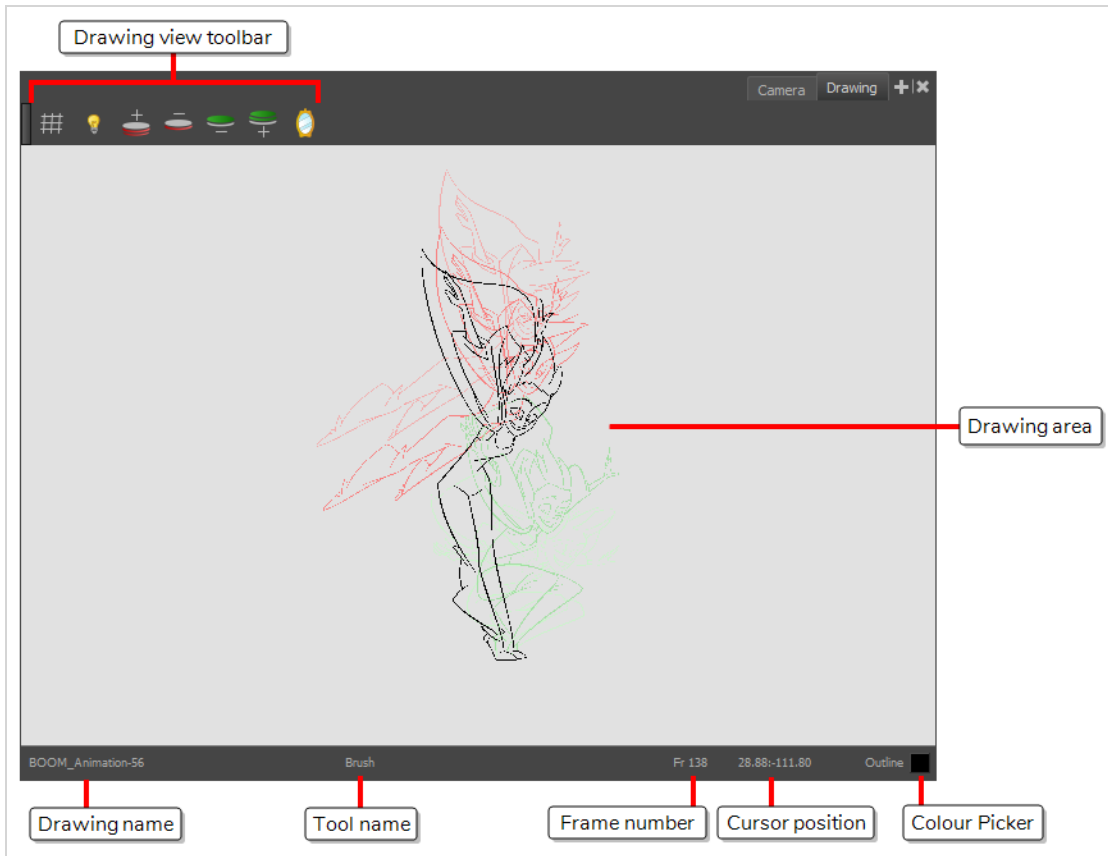 Drawing view toolbar
Camera
Drawing
Drawing area
BOOM_Animation-56
Brush
Fr 138
28.88:-111.80
Outline
Drawing name
Tool name
Frame number
Cursor position
Colour Picker